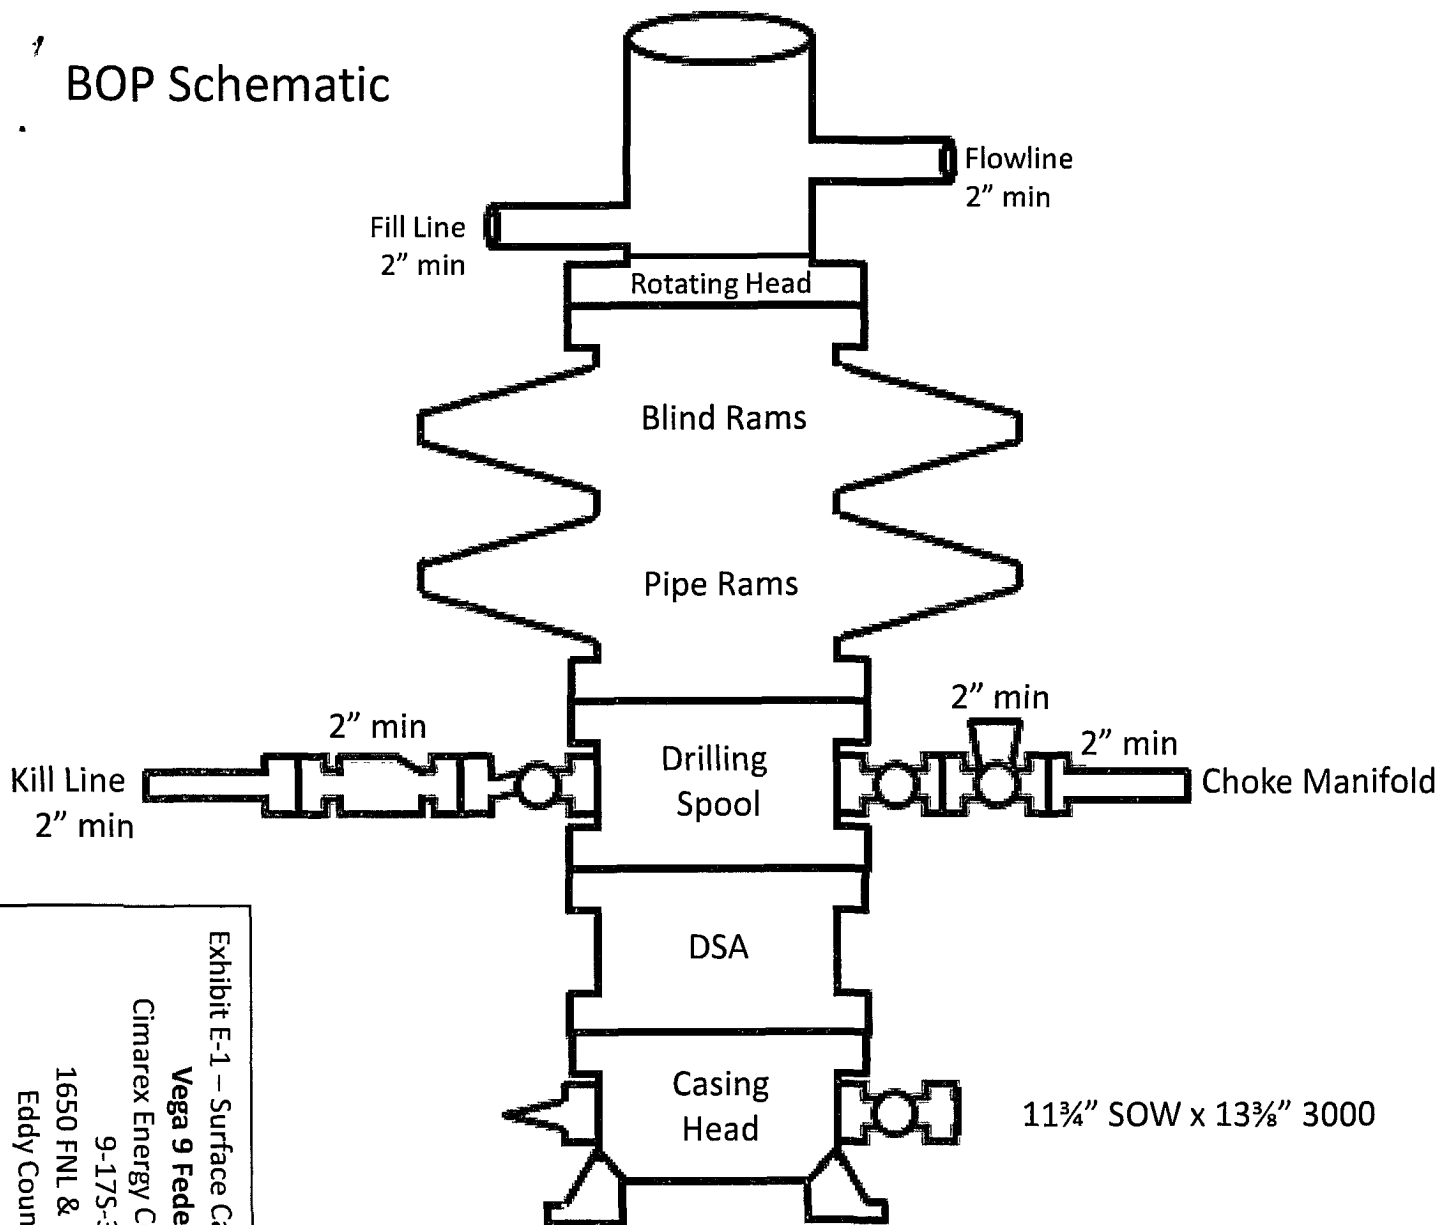 BOP Schematic
Flowline
2” min
Fill Line
2” min
Rotating Head
Blind Rams
Pipe Rams
2” min
2” min
2” min
Kill Line
2” min
Drilling
Spool
Choke Manifold
DSA
Casing
Head
11¾” SOW x 13⅜” 3000
Exhibit E-1 – Surface Ca
Vega 9 Fede
Cimarex Energy C
9-17S-3
1650 FNL &
Eddy Coun